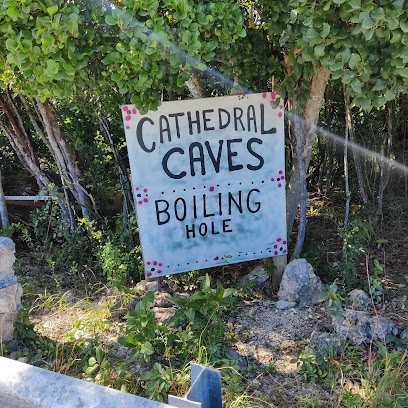 CATHEDRAL
CAVES
BOILING
HOLE